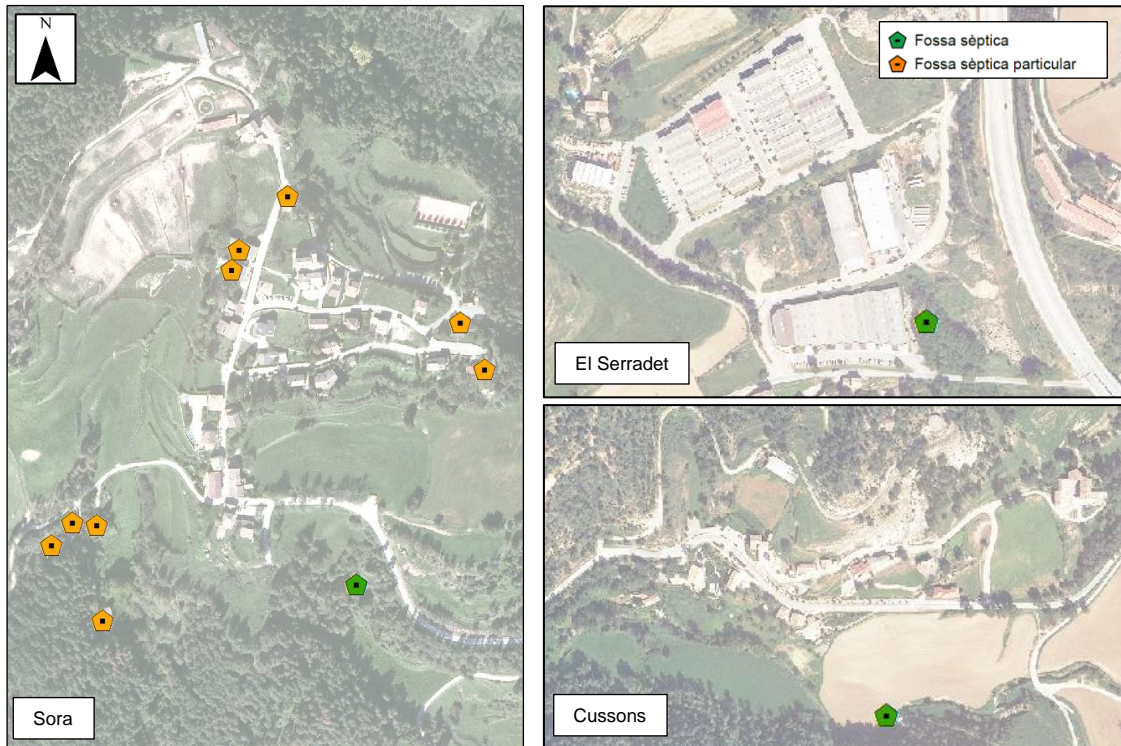 N
Sora
Fossa sèptica
Fossa sèptica particular
El Serradet
Cussons